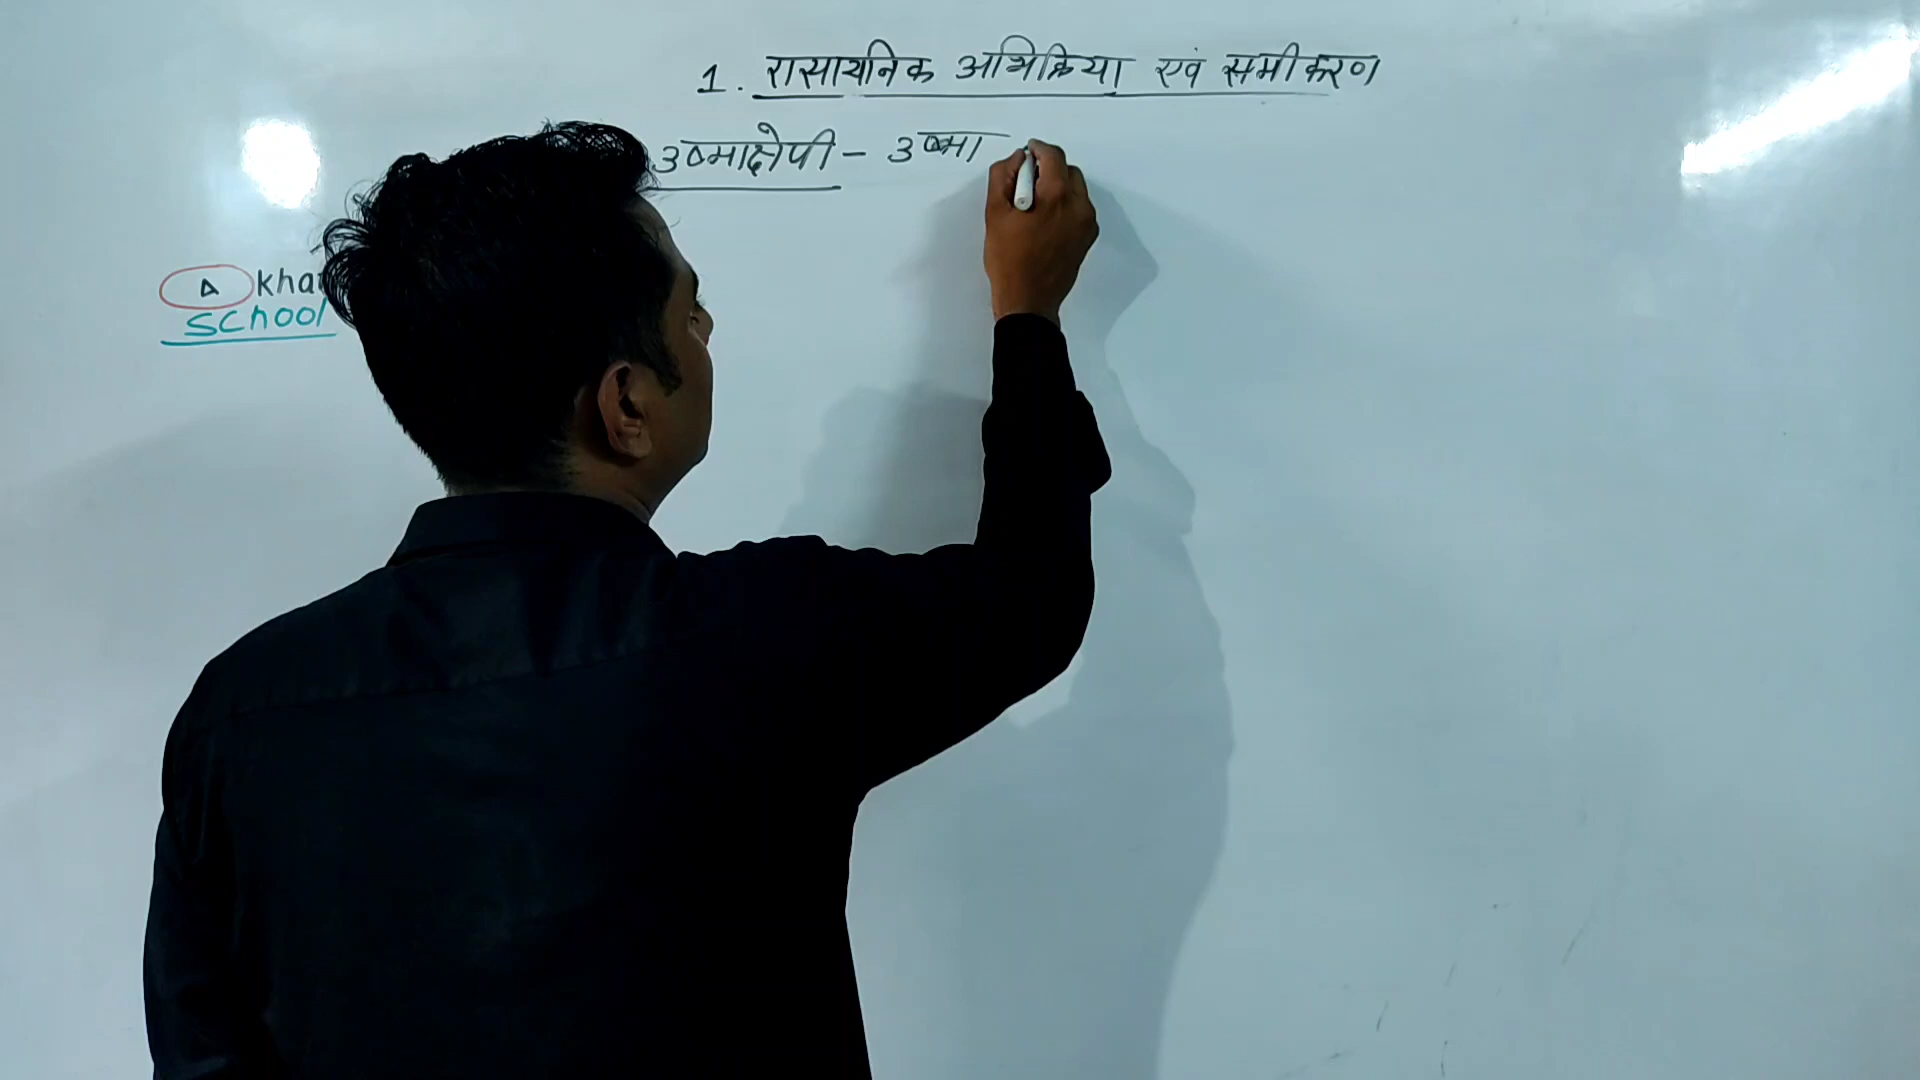 1. रासायनिक अभिक्रिया एवं समीकरण
उष्माक्षेपी – उष्मा
A
School